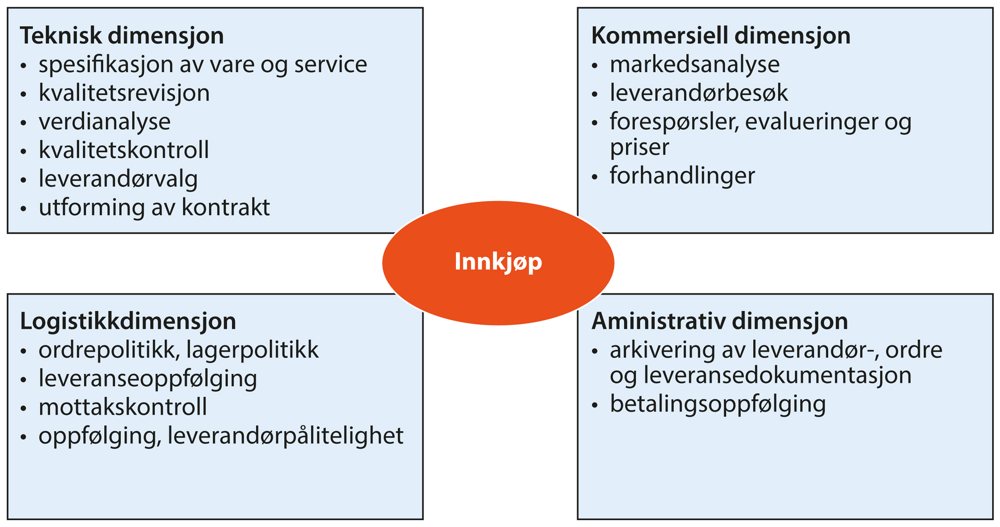 Teknisk dimensjon
• spesifikasjon av vare og service
• kvalitetsrevisjon
• verdianalyse
• kvalitetskontroll
• leverandørvalg
• utforming av kontrakt
Kommersiell dimensjon
• markedsanalyse
• leverandørbesøk
• forespørsler, evalueringer og
priser
• forhandlinger
Innkjøp
Logistikkdimensjon
• ordrepolitikk, lagerpolitikk
• leveranseoppfølging
• mottakskontroll
• oppfølging, leverandørpålitelighet
Aministrativ dimensjon
• arkivering av leverandør-, ordre
og leveransedokumentasjon
• betalingsoppfølging